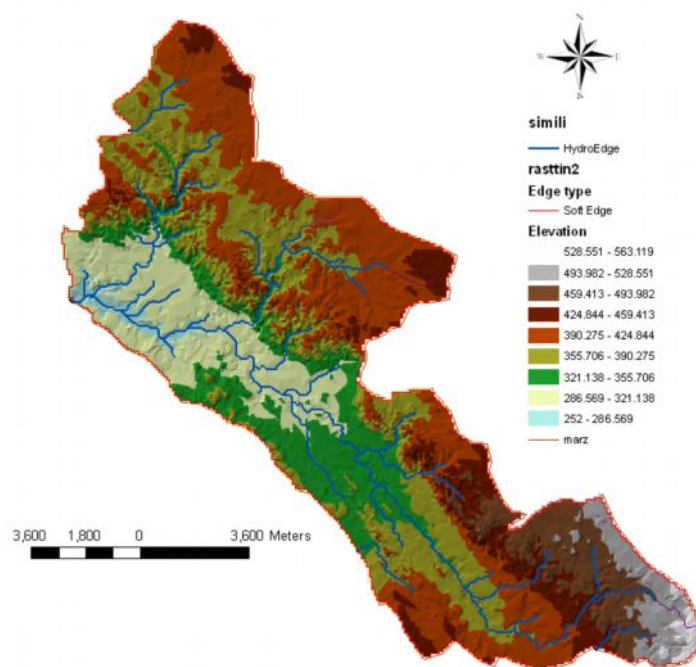 N
W E
S
simili
HydroEdge
rasttin2
Edge type
Soft Edge
Elevation
528.551 - 563.119
493.982 - 528.551
459.413 - 493.982
424.844 - 459.413
390.275 - 424.844
355.706 - 390.275
321.138 - 355.706
286.569 - 321.138
252 - 286.569
marz
3,600 1,800 0 3,600 Meters